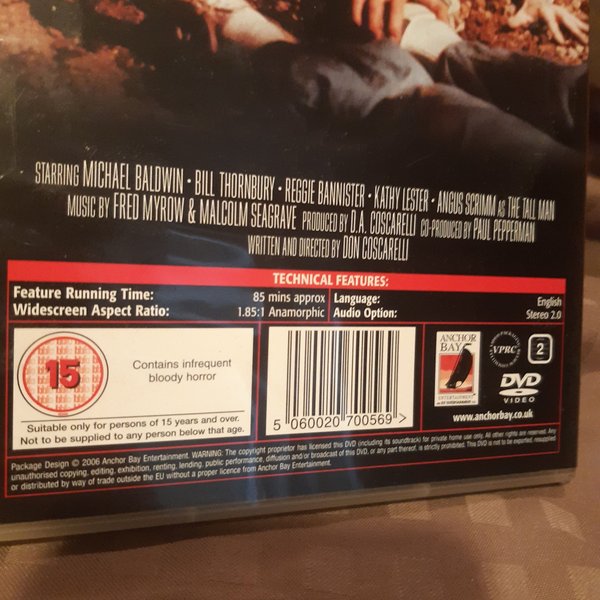 STARRING MICHAEL BALDWIN • BILL THORNBURY • REGGIE BANNISTER • KATHY LESTER • ANGUS SCRIMM AS THE TALL MAN
MUSIC BY FRED MYROW & MALCOLM SEAGRAVE PRODUCED BY D.A. COSCARELLI CO-PRODUCED BY PAUL PEPPERMAN
WRITTEN AND DIRECTED BY DON COSCARELLI
TECHNICAL FEATURES:
Feature Running Time: 85 mins approx Language: English
Widescreen Aspect Ratio: 1.85:1 Anamorphic Audio Option: Stereo 2.0
15
Contains infrequent
bloody horror
Suitable only for persons of 15 years and over.
Not to be supplied to any person below that age.
5 060020 700569 >
ANCHOR
BAY
ENTERTAINMENT
VPRC
2
DVD
VIDEO
www.anchorbay.co.uk
Package Design © 2006 Anchor Bay Entertainment. WARNING: The copyright proprietor has licensed this DVD (including its soundtrack) for private home use only. All other rights are reserved. Any
unauthorised copying, editing, exhibition, renting, lending, public performance, diffusion and/or broadcast of this DVD, or any part thereof, is strictly prohibited. This DVD is not to be exported, resupplied
or distributed by way of trade outside the EU without a proper licence from Anchor Bay Entertainment.